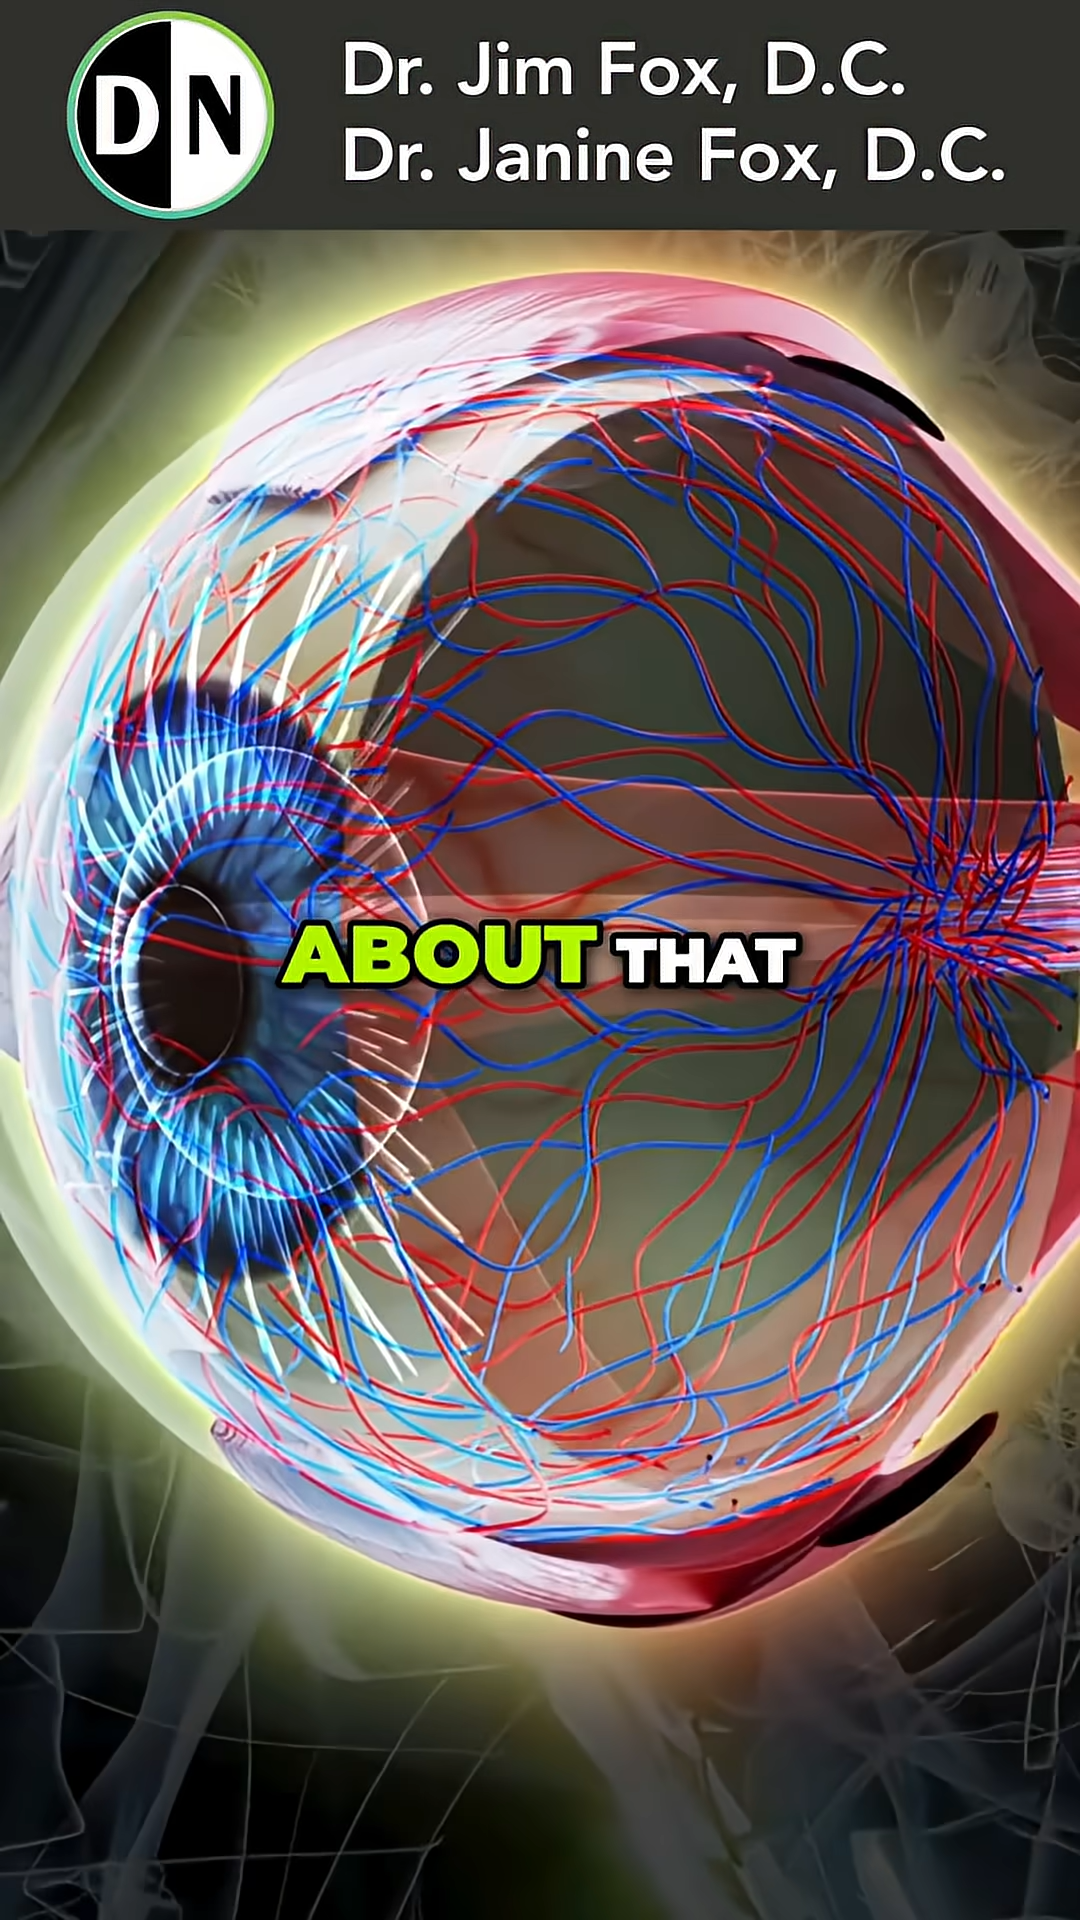 DN
Dr. Jim Fox, D.C.
Dr. Janine Fox, D.C.
ABOUT THAT